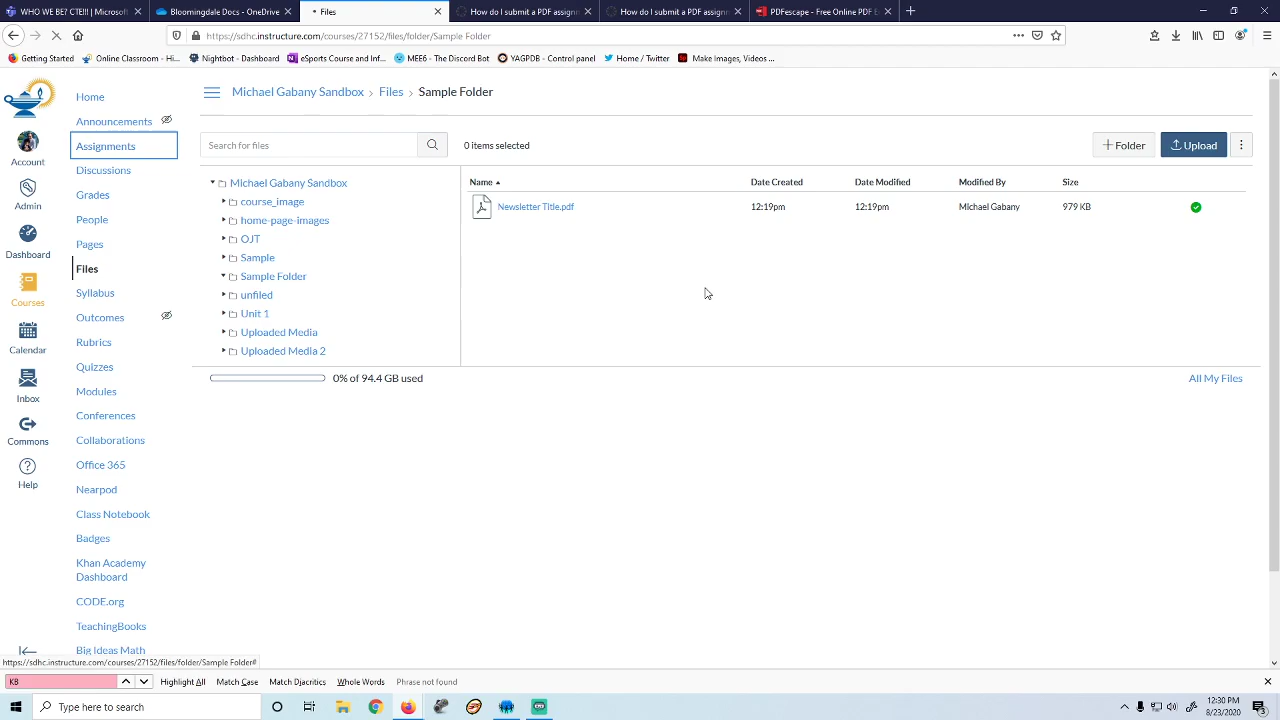 WHO WE BE? CTE!!! | Microsof
Bloomingdale Docs - OneDrive
Files
How do I submit a PDF assignm
How do I submit a PDF assignm
PDFescape - Free Online PDF E
https://sdhc.instructure.com/courses/27152/files/folder/Sample Folder
Getting Started
Online Classroom - Hi...
Nightbot - Dashboard
eSports Course and Inf...
MEE6 - The Discord Bot
YAGPDB - Control panel
Home / Twitter
Make Images, Videos ...
Account
Admin
Dashboard
Courses
Calendar
Inbox
Commons
Help
Home
Announcements
Assignments
Discussions
Grades
People
Pages
Files
Syllabus
Outcomes
Rubrics
Quizzes
Modules
Conferences
Collaborations
Office 365
Nearpod
Class Notebook
Badges
Khan Academy
Dashboard
CODE.org
TeachingBooks
Big Ideas Math
Michael Gabany Sandbox > Files > Sample Folder
Search for files
0 items selected
+ Folder
Upload
Michael Gabany Sandbox
course_image
home-page-images
OJT
Sample
Sample Folder
unfiled
Unit 1
Uploaded Media
Uploaded Media 2
Name Date Created Date Modified Modified By Size
Newsletter Title.pdf 12:19pm 12:19pm Michael Gabany 979 KB
0% of 94.4 GB used
All My Files
https://sdhc.instructure.com/courses/27152/files/folder/Sample Folder#
KB
Highlight All Match Case Match Diacritics Whole Words Phrase not found
Type here to search
12:30 PM
8/23/2020
3